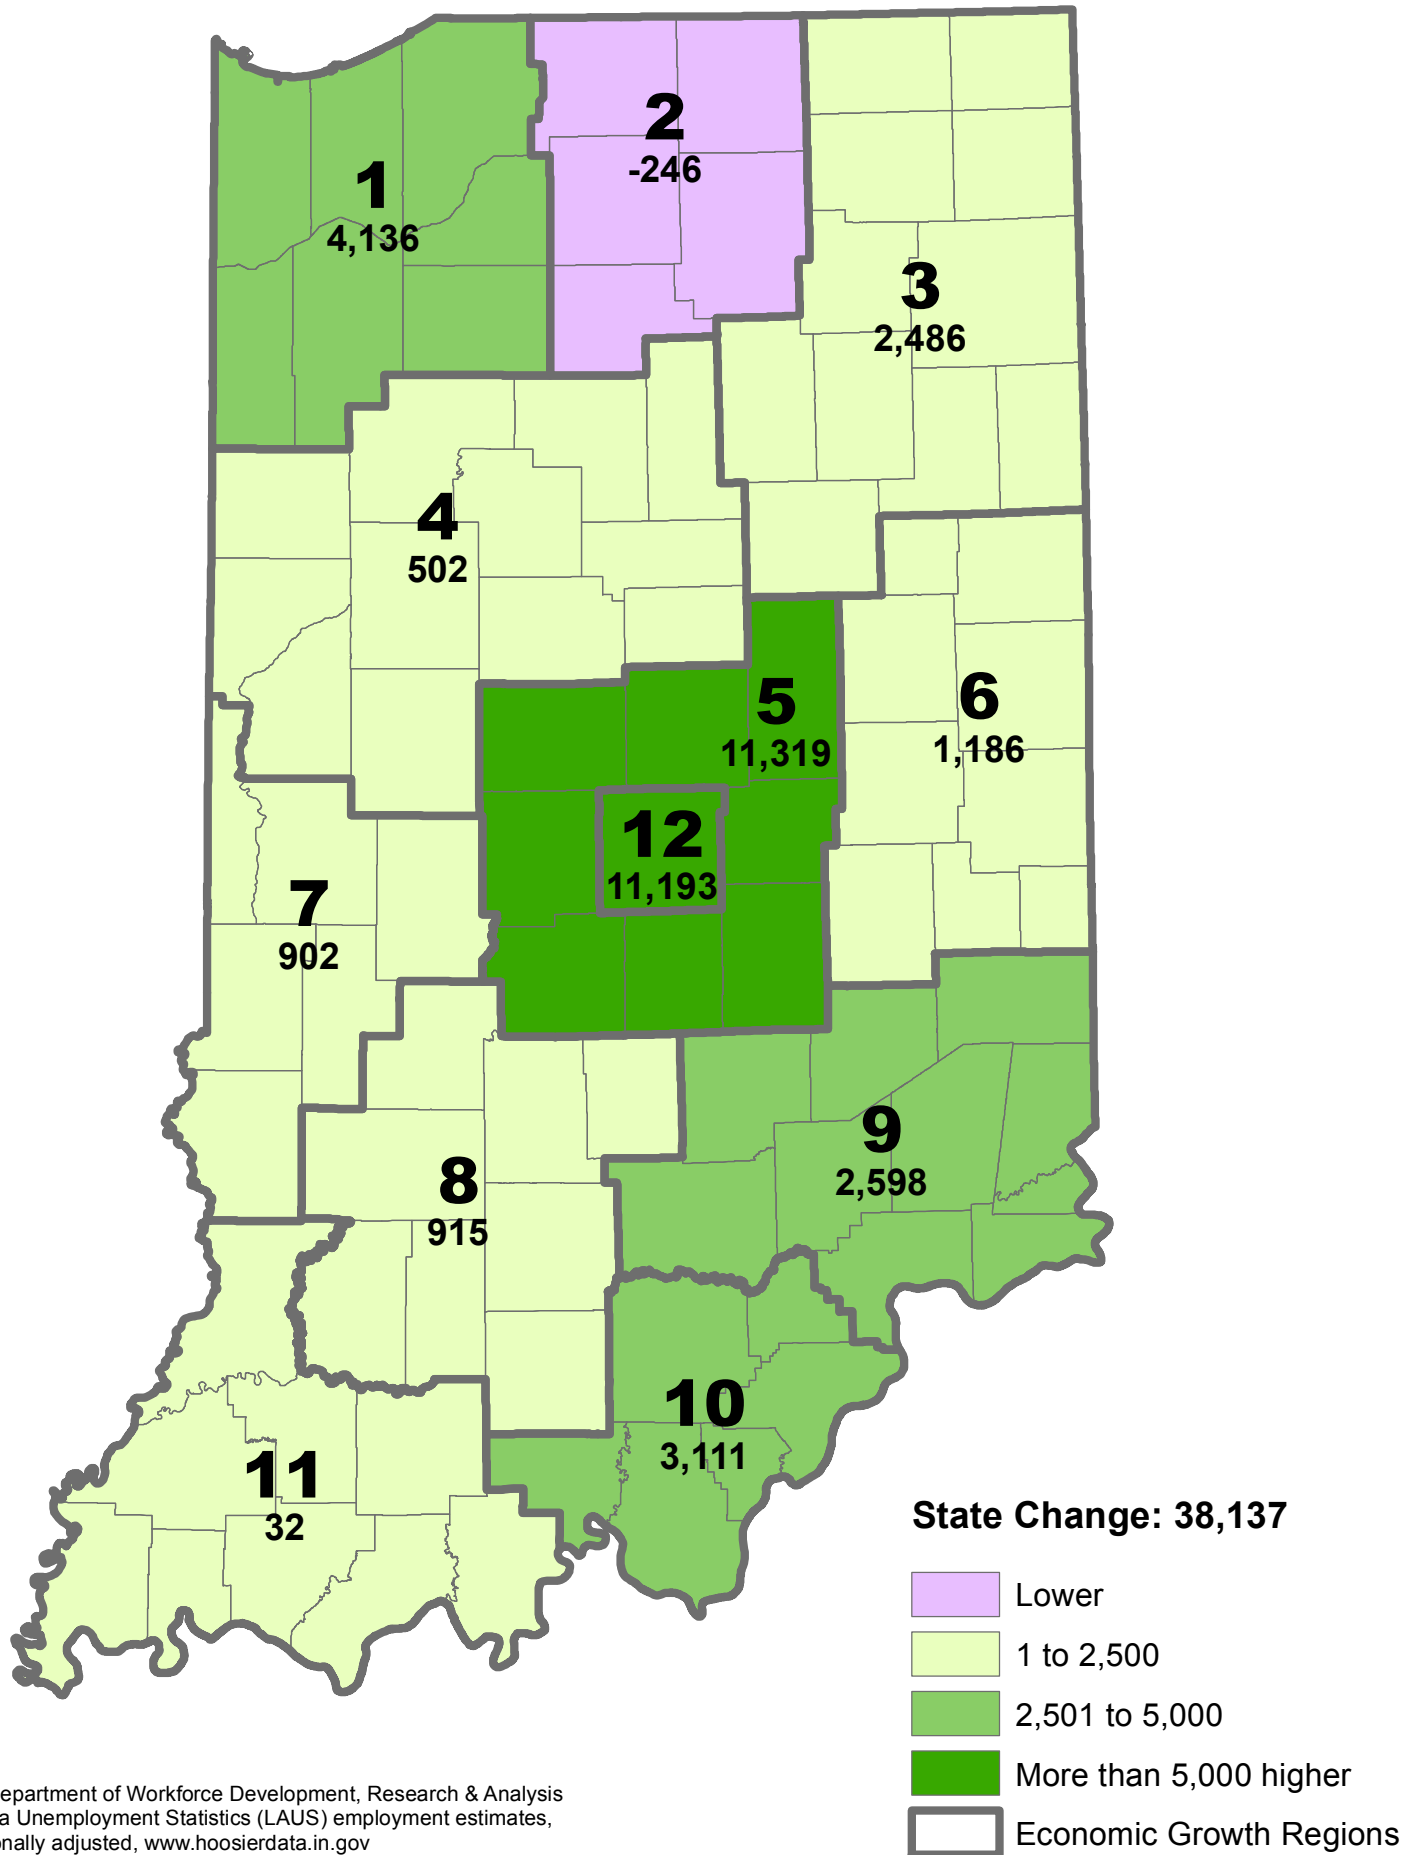 2
-246
1
4,136
3
2,486
4
502
5
11,319
6
1,186
12
11,193
7
902
9
2,598
8
915
10
3,111
11
32
State Change: 38,137
Lower
1 to 2,500
2,501 to 5,000
More than 5,000 higher
Economic Growth Regions
epartment of Workforce Development, Research & Analysis
a Unemployment Statistics (LAUS) employment estimates,
onally adjusted, www.hoosierdata.in.gov